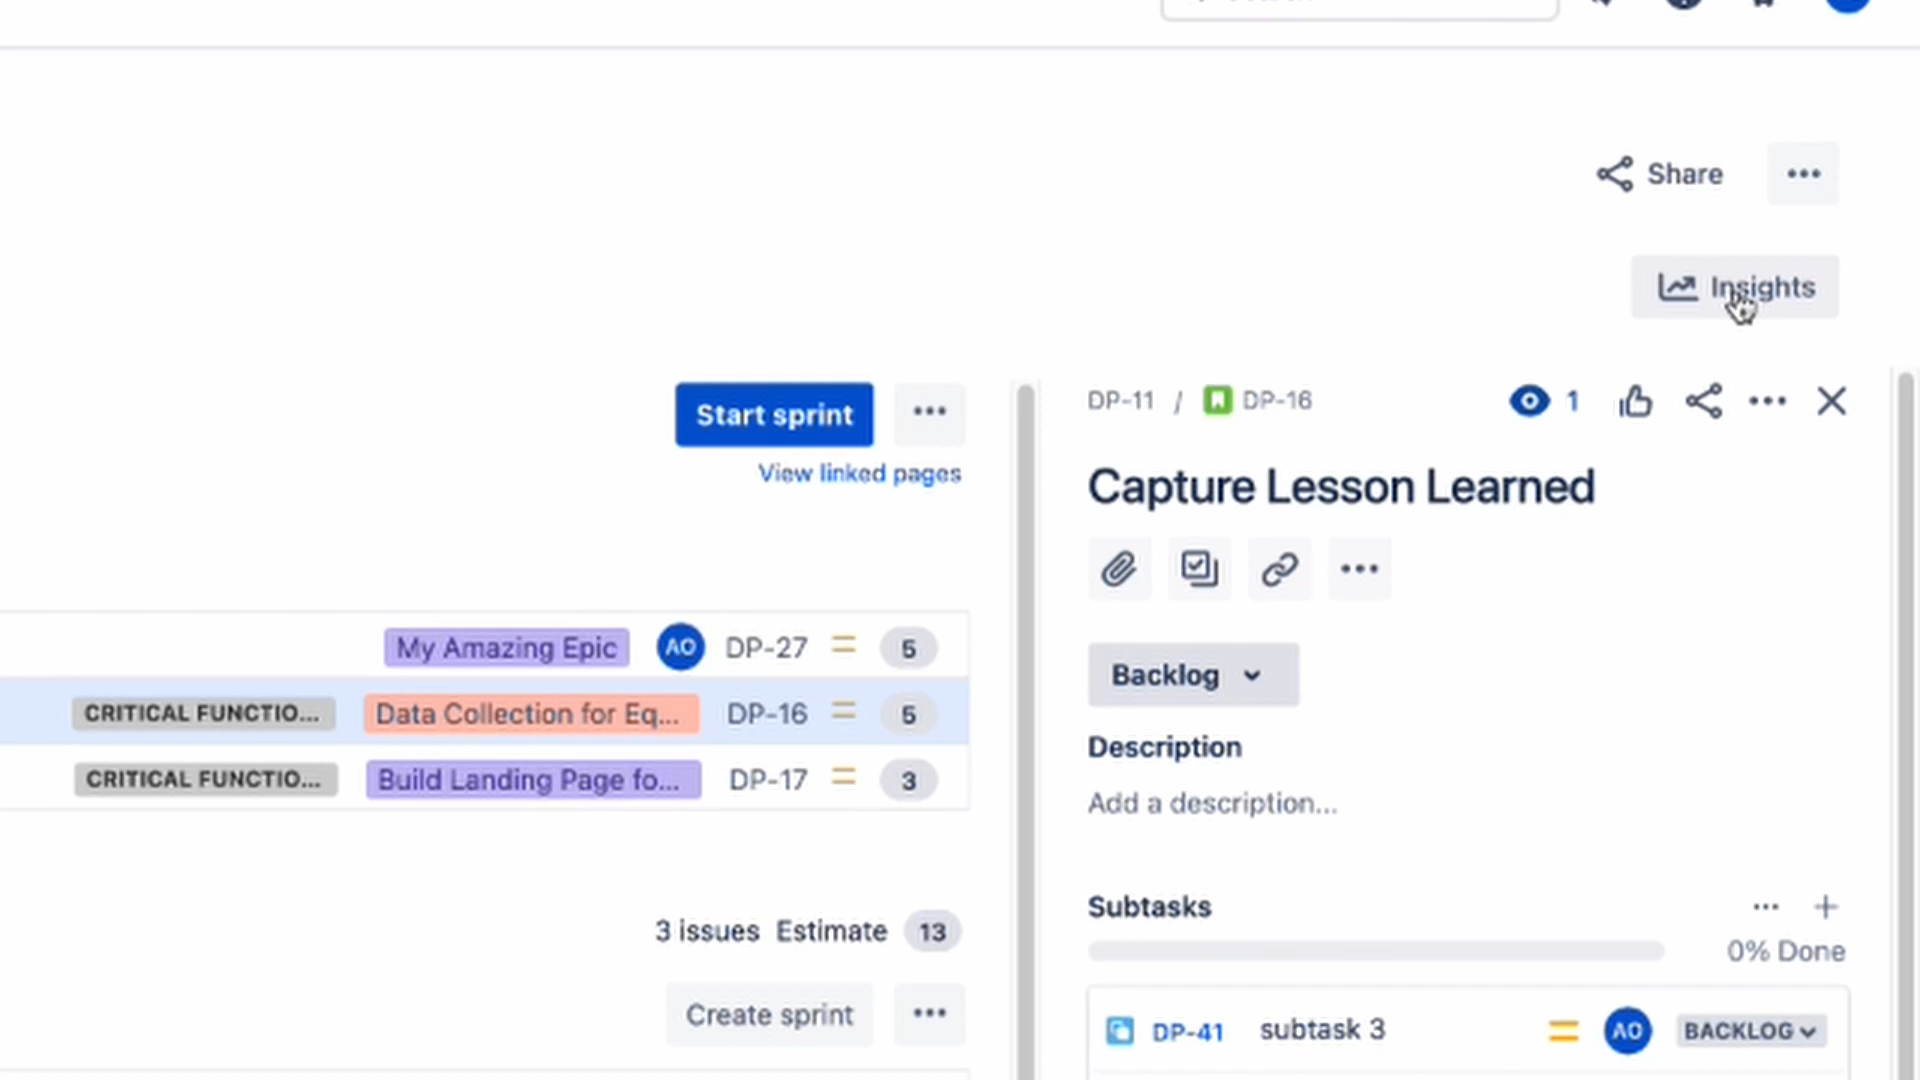 Share
Insights
Start sprint
DP-11 / DP-16
1
View linked pages
Capture Lesson Learned
My Amazing Epic AO DP-27 5
Backlog
CRITICAL FUNCTIO... Data Collection for Eq... DP-16 5
Description
CRITICAL FUNCTIO... Build Landing Page fo... DP-17 3
Add a description...
Subtasks
3 issues Estimate 13
0% Done
Create sprint
DP-41 subtask 3 AO BACKLOG